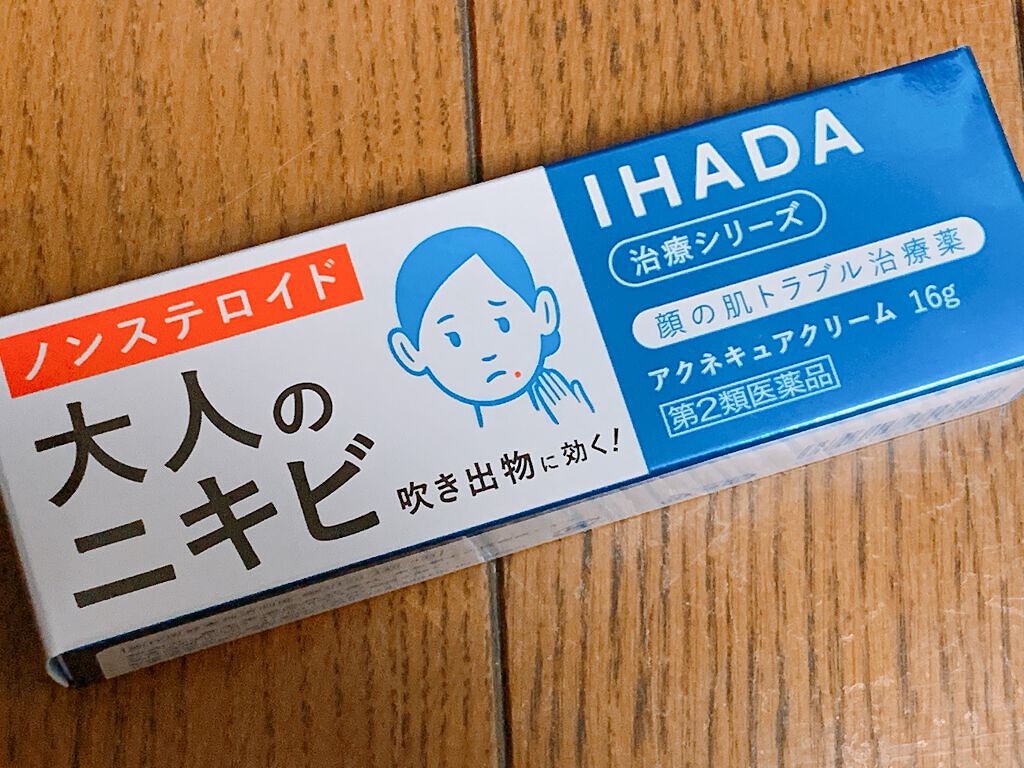 ノンステロイド
大人の
ニキビ
吹き出物に効く!
IHADA
治療シリーズ
顔の肌トラブル治療薬
アクネキュアクリーム 16g
第2類医薬品